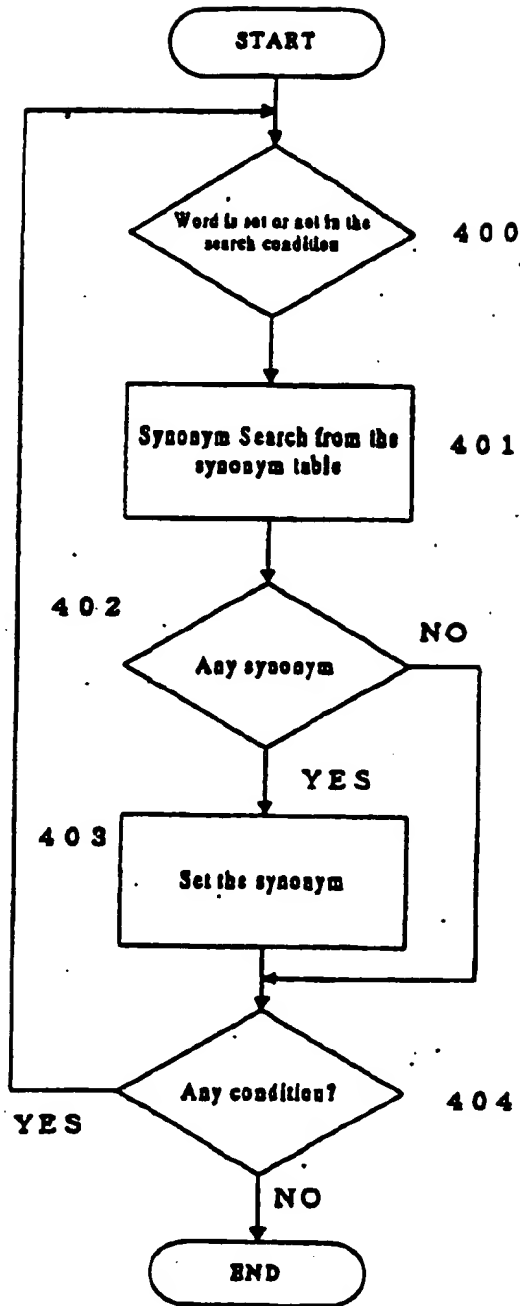 START
Word is set or not in the
search condition
400
Synonym Search from the
synonym table
401
402
Any synonym
NO
YES
403
Set the synonym
Any condition?
404
YES
NO
END